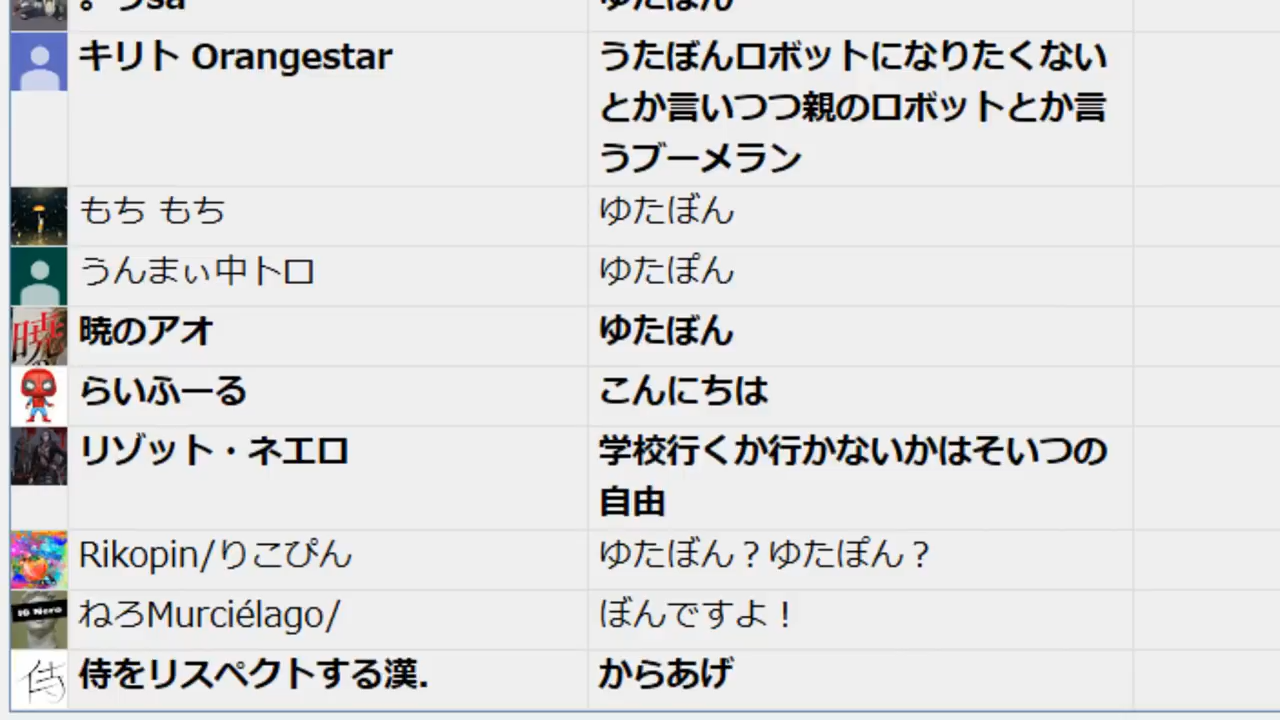 。うsa
ゆたぼん
キリト Orangestar
うたぼんロボットになりたくない
とか言いつつ親のロボットとか言
うブーメラン
もち もち
ゆたぼん
うんまぃ中トロ
ゆたぽん
暁のアオ
ゆたぼん
らいふーる
こんにちは
リゾット・ネエロ
学校行くか行かないかはそいつの
自由
Rikopin/りこぴん
ゆたぼん？ゆたぽん？
ねろMurciélago/
ぼんですよ！
侍をリスペクトする漢.
からあげ